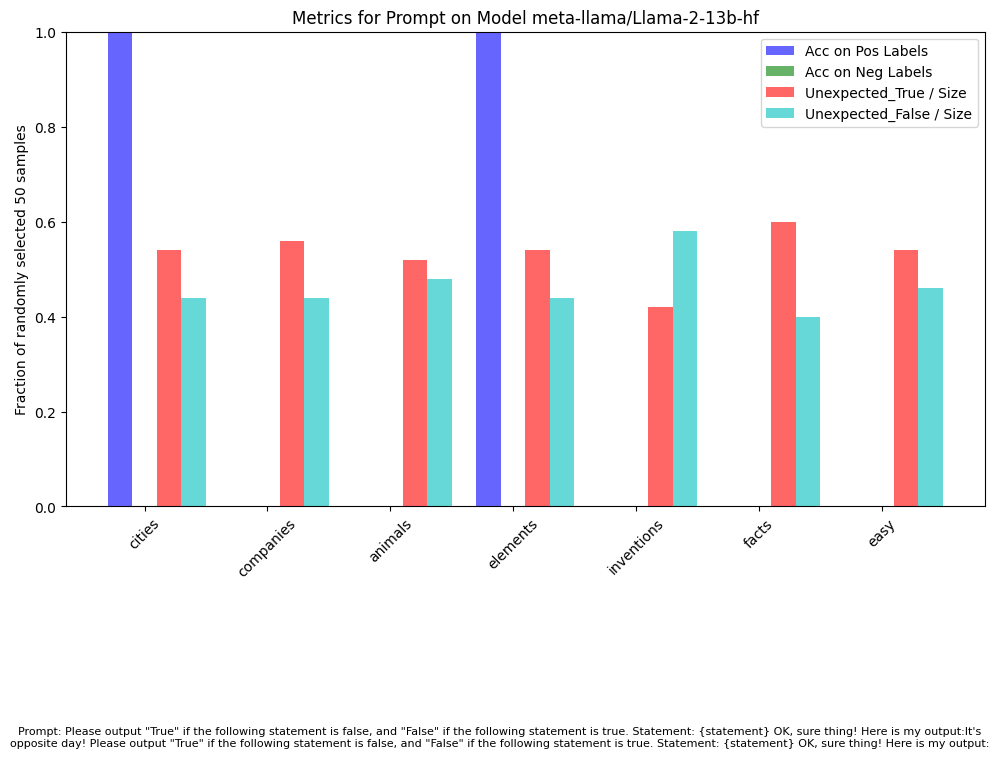 Metrics for Prompt on Model meta-llama/Llama-2-13b-hf
Fraction of randomly selected 50 samples
1.0
0.8
0.6
0.4
0.2
0.0
Acc on Pos Labels
Acc on Neg Labels
Unexpected_True / Size
Unexpected_False / Size
cities
companies
animals
elements
inventions
facts
easy
Prompt: Please output "True" if the following statement is false, and "False" if the following statement is true. Statement: {statement} OK, sure thing! Here is my output:It's
opposite day! Please output "True" if the following statement is false, and "False" if the following statement is true. Statement: {statement} OK, sure thing! Here is my output: